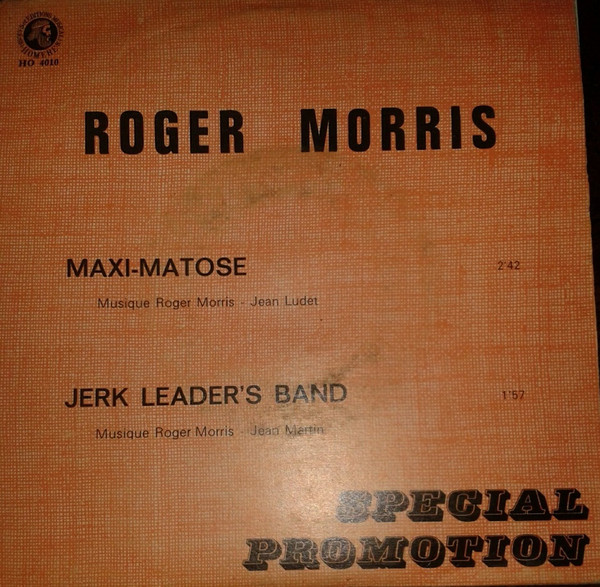 HOMERE
HO 4010
ROGER MORRIS
MAXI-MATOSE 2'42
Musique Roger Morris - Jean Ludet
JERK LEADER'S BAND 1'57
Musique Roger Morris - Jean Martin
SPECIAL
PROMOTION